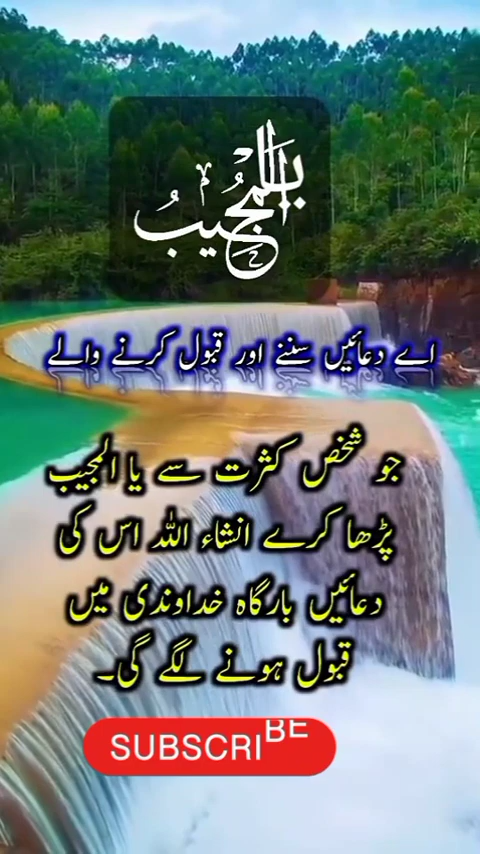 یا المجیبُ
اے دعائیں سننے اور قبول کرنے والے
جو شخص کثرت سے یا المجیب
پڑھا کرے انشاء اللہ اس کی
دعائیں بارگاہ خداوندی میں
قبول ہونے لگے گی۔
SUBSCRIBE